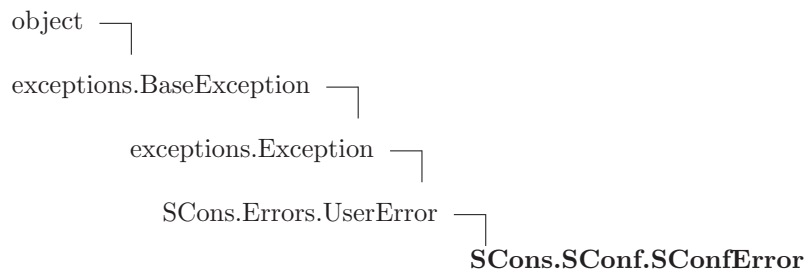 object
exceptions.BaseException
exceptions.Exception
SCons.Errors.UserError
SCons.SConf.SConfError